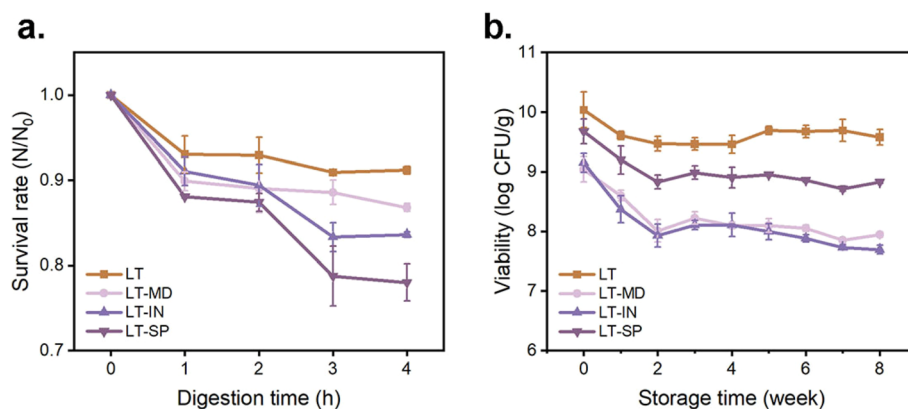 a.
Survival rate (N/N₀)
1.0
0.9
0.8
0.7
LT
LT-MD
LT-IN
LT-SP
0 1 2 3 4
Digestion time (h)
b.
Viability (log CFU/g)
11
10
9
8
7
6
LT
LT-MD
LT-IN
LT-SP
0 2 4 6 8
Storage time (week)